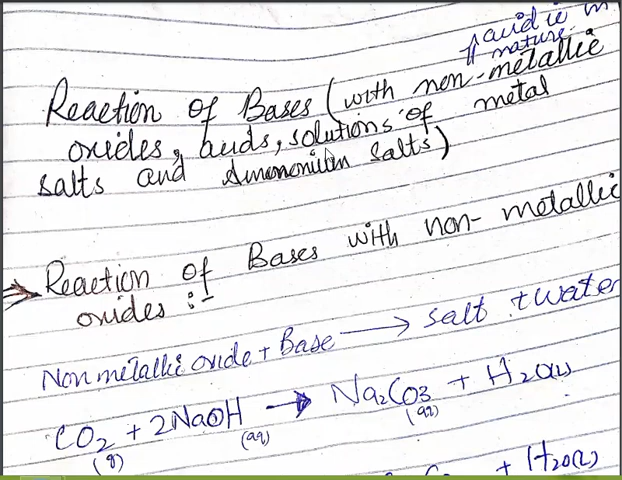 acidic in
nature
Reaction of Bases (with non-metallic
oxides, acids, solutions of metal
salts and Ammonium salts)
Reaction of Bases with non-metallic
oxides :-
Non metallic oxide + Base → salt + water
CO2 (g) + 2NaOH (aq) → Na2CO3 (aq) + H2O(l)
+ H2O(l)